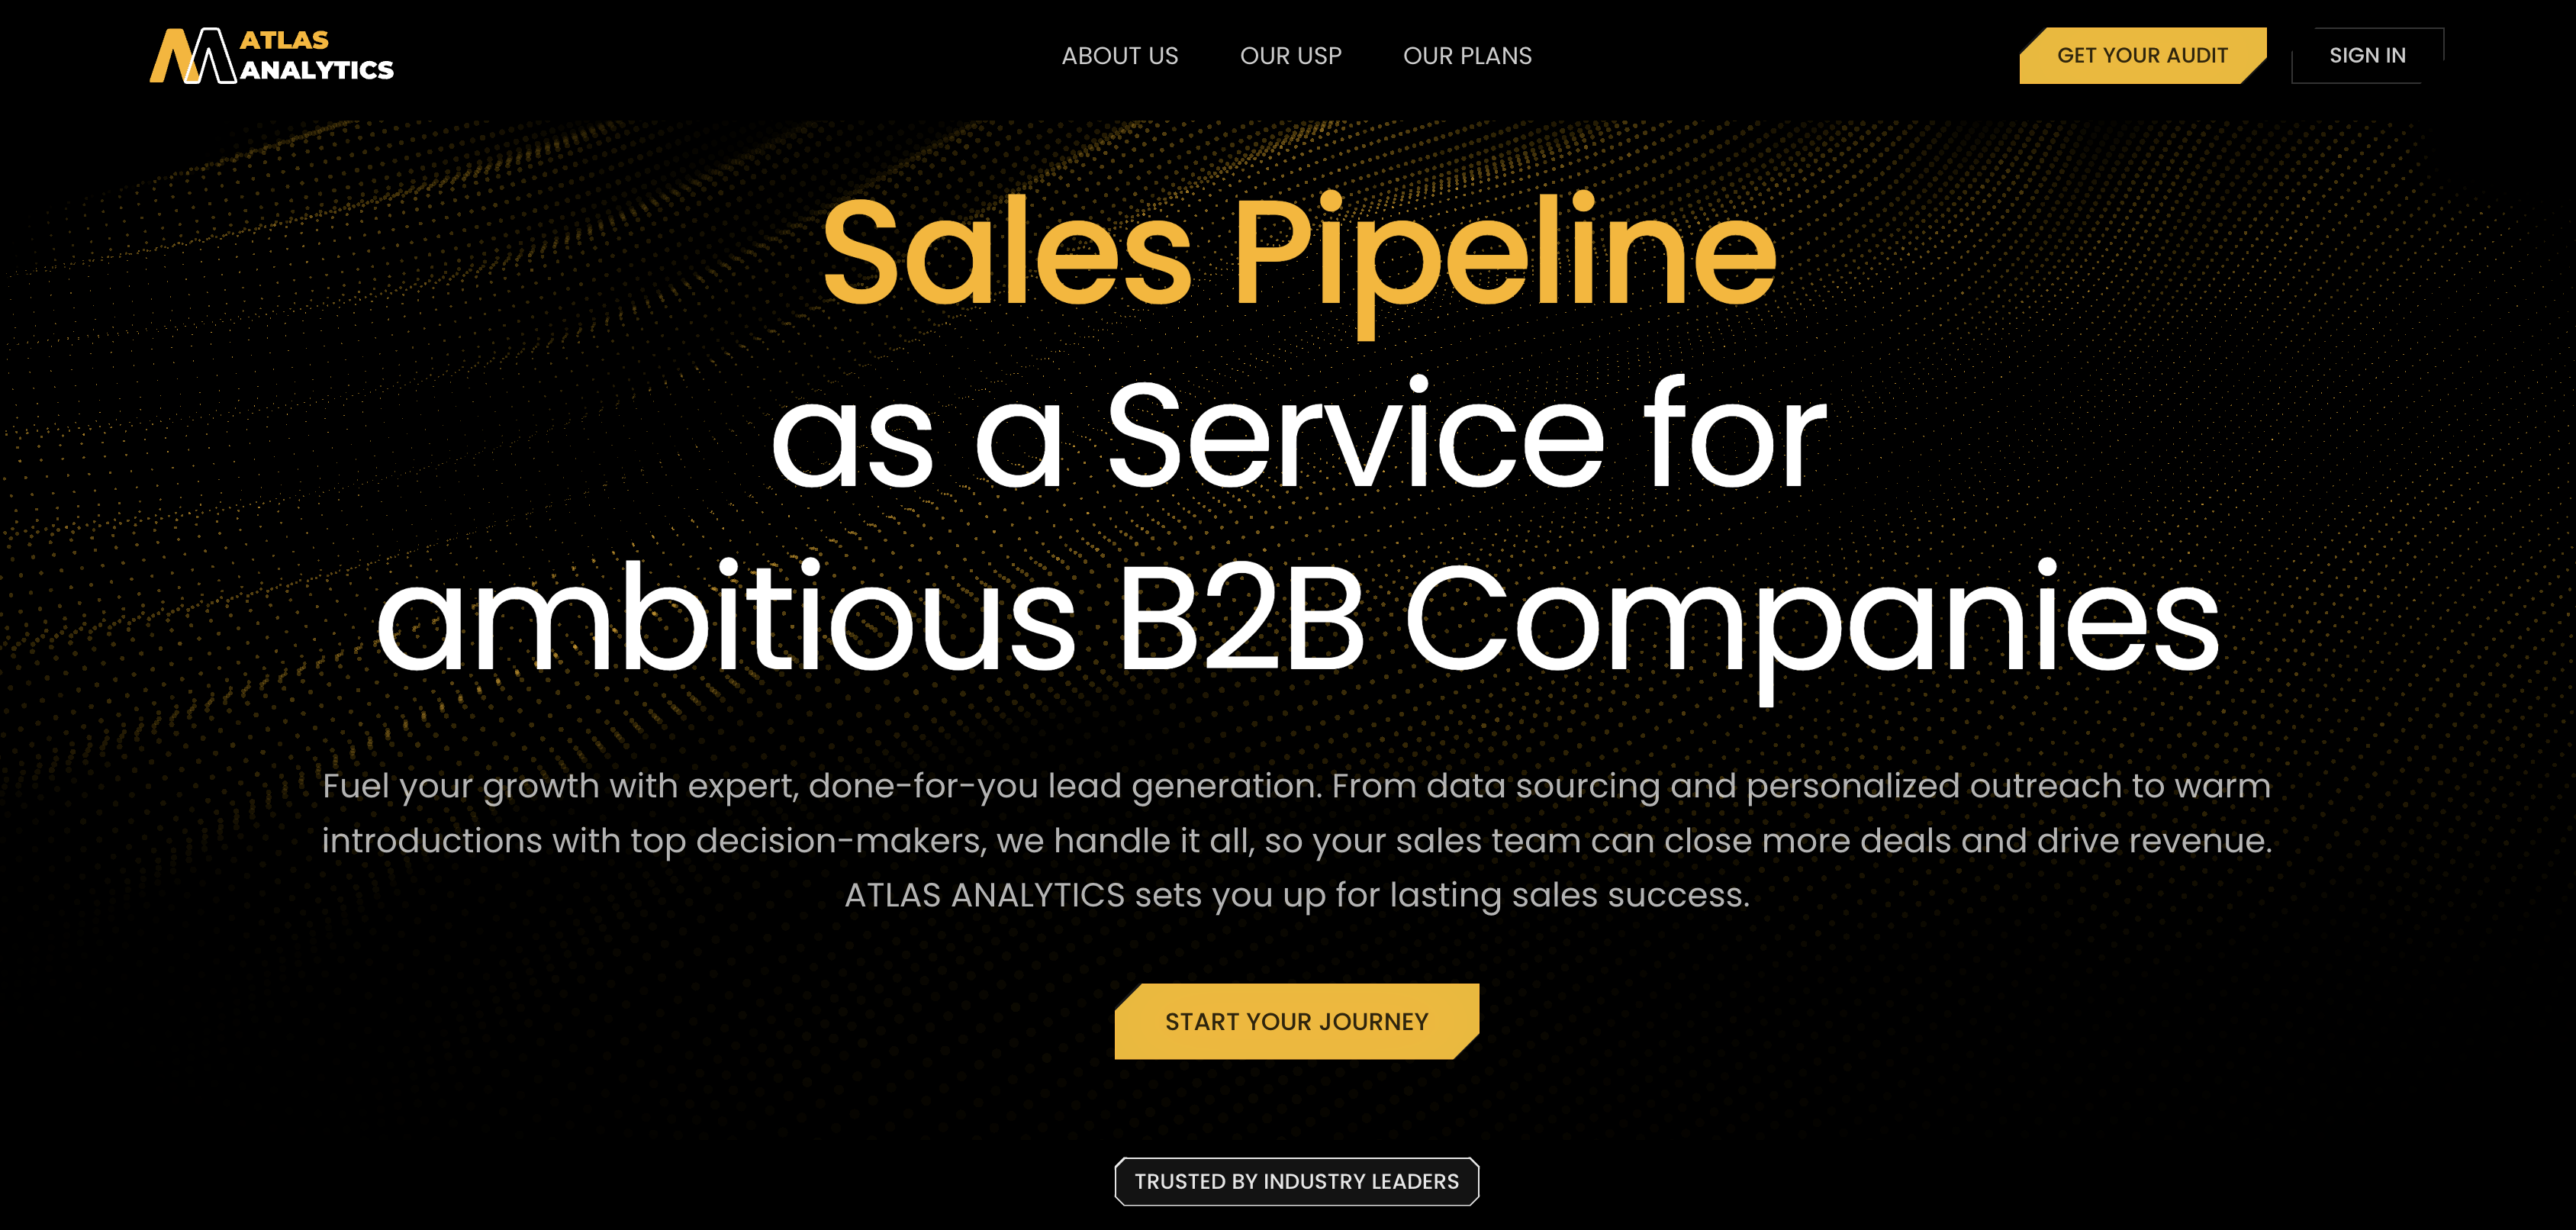 ATLAS
ANALYTICS
ABOUT US
OUR USP
OUR PLANS
GET YOUR AUDIT
SIGN IN
Sales Pipeline
as a Service for
ambitious B2B Companies
Fuel your growth with expert, done-for-you lead generation. From data sourcing and personalized outreach to warm
introductions with top decision-makers, we handle it all, so your sales team can close more deals and drive revenue.
ATLAS ANALYTICS sets you up for lasting sales success.
START YOUR JOURNEY
TRUSTED BY INDUSTRY LEADERS